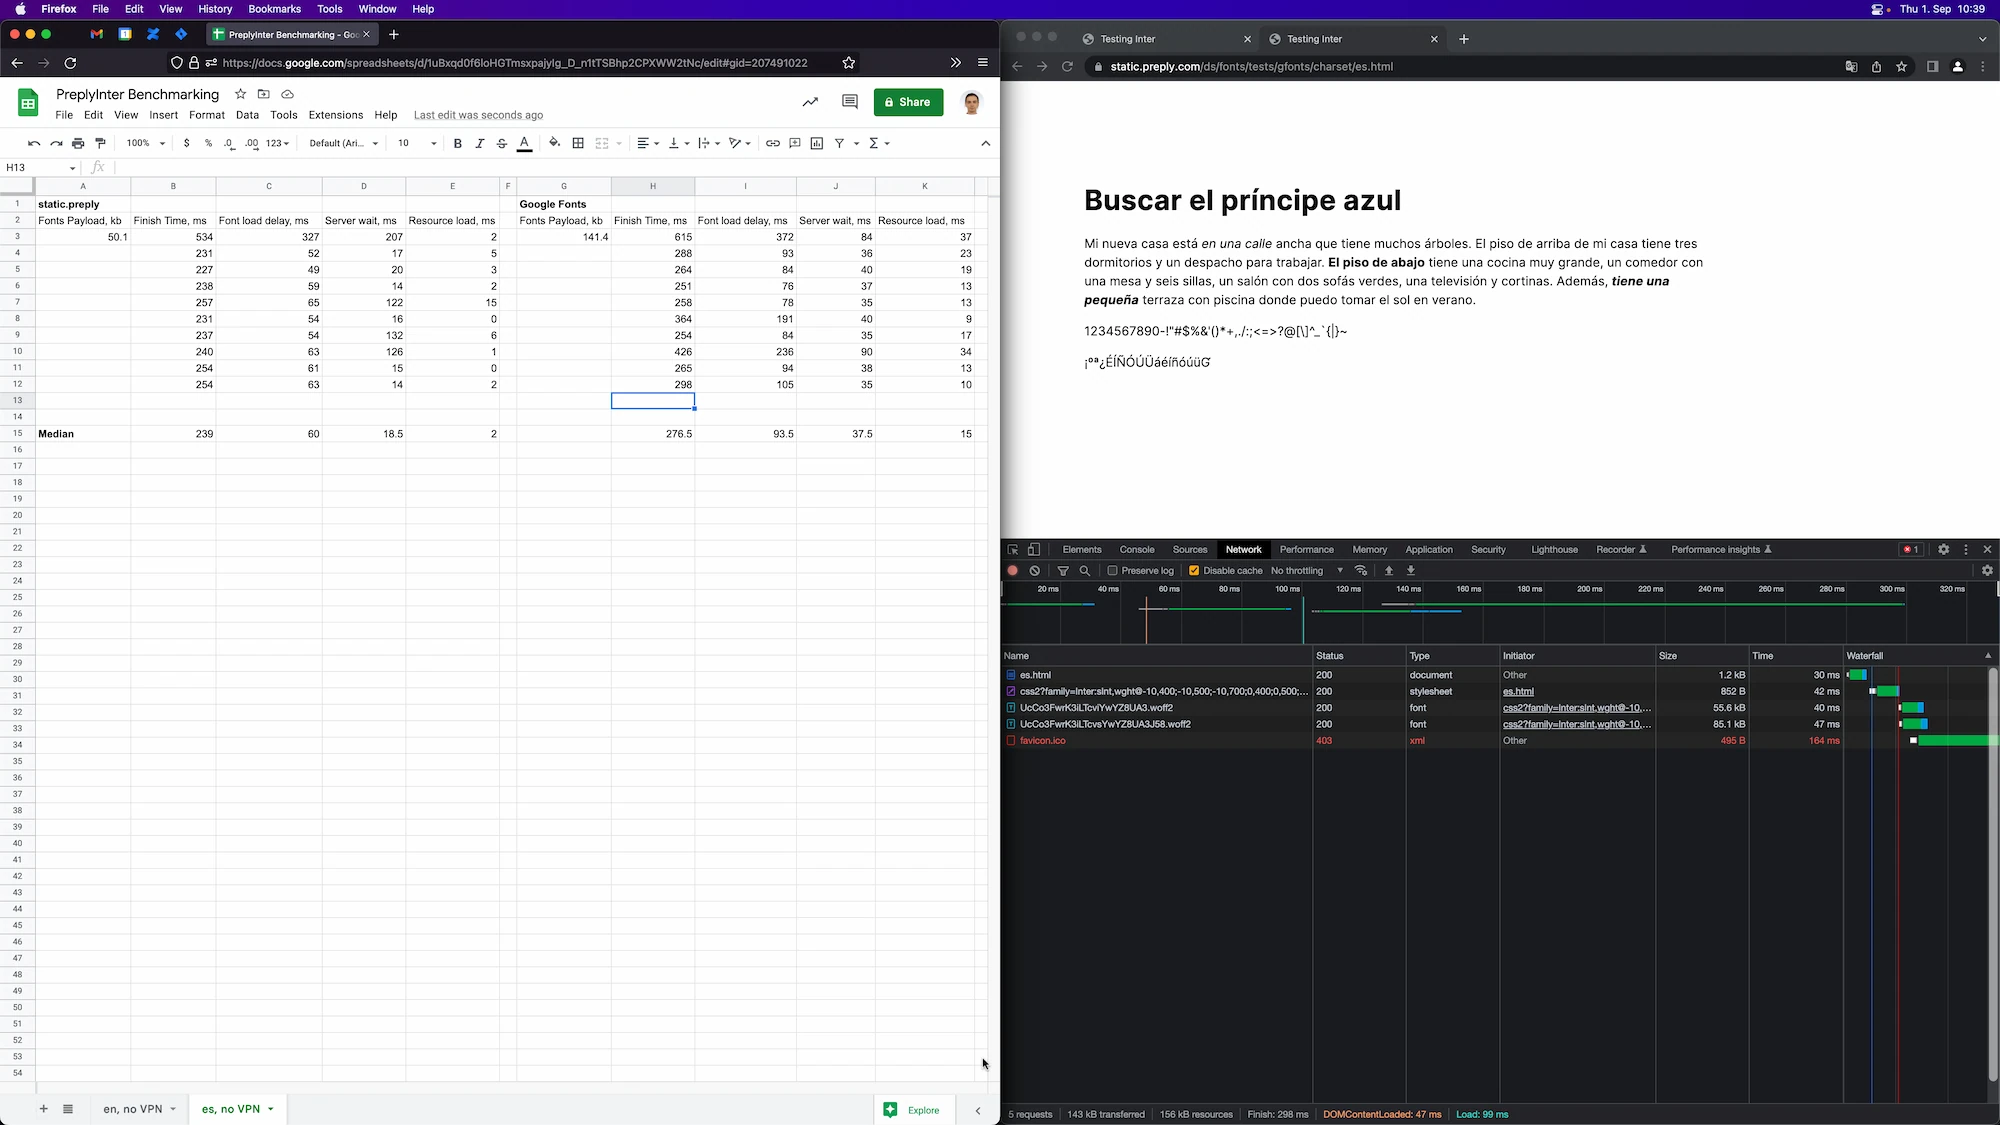 Firefox File Edit View History Bookmarks Tools Window Help Thu 1. Sep 10:39
PreplyInter Benchmarking - Goo
https://docs.google.com/spreadsheets/d/1uBxqd0f6loHGTmsxpajyIg_D_n1tTSBhp2CPXWW2tNc/edit#gid=207491022
PreplyInter Benchmarking
Share
File Edit View Insert Format Data Tools Extensions Help Last edit was seconds ago
100% $ % .0 .00 123 Default (Ari... 10 B I S A
H13 fx
A B C D E F G H I J K
1 static.preply Google Fonts
2 Fonts Payload, kb Finish Time, ms Font load delay, ms Server wait, ms Resource load, ms Fonts Payload, kb Finish Time, ms Font load delay, ms Server wait, ms Resource load, ms
3 50.1 534 327 207 2 141.4 615 372 84 37
4 231 52 17 5 288 93 36 23
5 227 49 20 3 264 84 40 19
6 238 59 14 2 251 76 37 13
7 257 65 122 15 258 78 35 13
8 231 54 16 0 364 191 40 9
9 237 54 132 6 254 84 35 17
10 240 63 126 1 426 236 90 34
11 254 61 15 0 265 94 38 13
12 254 63 14 2 298 105 35 10
13
14
15 Median 239 60 18.5 2 276.5 93.5 37.5 15
16
17
18
19
20
21
22
23
24
25
26
27
28
29
30
31
32
33
34
35
36
37
38
39
40
41
42
43
44
45
46
47
48
49
50
51
52
53
54
en, no VPN es, no VPN Explore
Testing Inter Testing Inter
static.preply.com/ds/fonts/tests/gfonts/charset/es.html
Buscar el príncipe azul
Mi nueva casa está en una calle ancha que tiene muchos árboles. El piso de arriba de mi casa tiene tres
dormitorios y un despacho para trabajar. El piso de abajo tiene una cocina muy grande, un comedor con
una mesa y seis sillas, un salón con dos sofás verdes, una televisión y cortinas. Además, tiene una
pequeña terraza con piscina donde puedo tomar el sol en verano.
1234567890-!"#$%&'()*+,./:;<=>?@[\]^_`{|}~
Elements Console Sources Network Performance Memory Application Security Lighthouse Recorder Performance insights 1
Preserve log Disable cache No throttling
20 ms 40 ms 60 ms 80 ms 100 ms 120 ms 140 ms 160 ms 180 ms 200 ms 220 ms 240 ms 260 ms 280 ms 300 ms 320 ms
Name Status Type Initiator Size Time Waterfall
es.html 200 document Other 1.2 kB 30 ms
css2?family=Inter:slnt,wght@-10,400;-10,500;-10,700;0,400;0,500;... 200 stylesheet es.html 852 B 42 ms
UcCo3FwrK3iLTcviYwYZ8UA3.woff2 200 font css2?family=Inter:slnt,wght@-10,... 55.6 kB 40 ms
UcCo3FwrK3iLTcvsYwYZ8UA3J58.woff2 200 font css2?family=Inter:slnt,wght@-10,... 85.1 kB 47 ms
favicon.ico 403 xml Other 495 B 164 ms
5 requests 143 kB transferred 156 kB resources Finish: 298 ms DOMContentLoaded: 47 ms Load: 99 ms